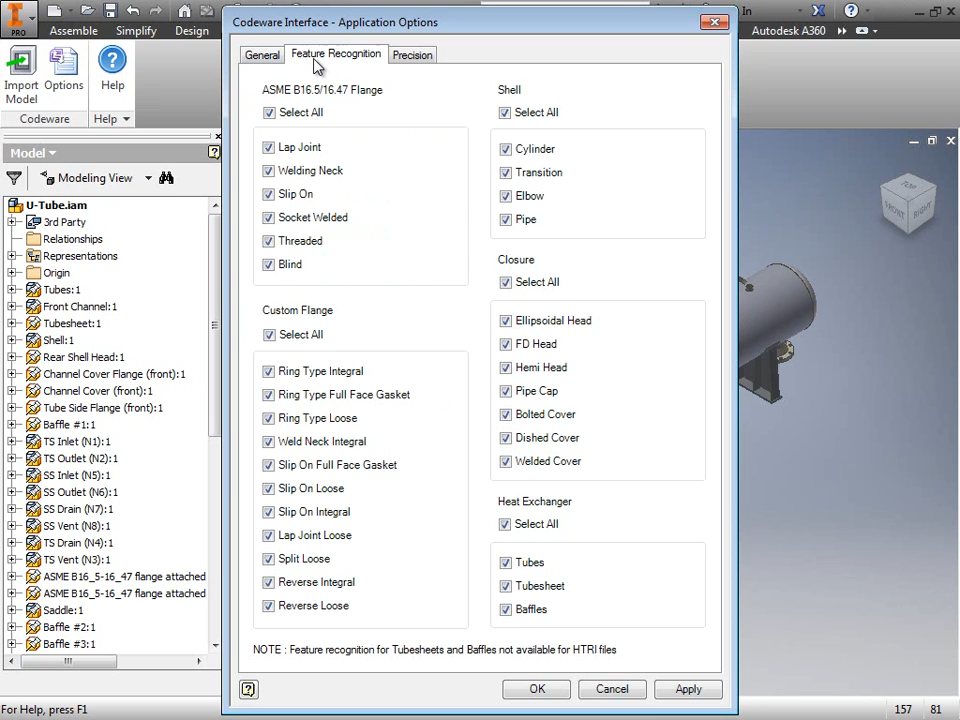 PRO
Assemble
Simplify
Design
In
Autodesk A360
Import
Model
Options
Help
Codeware
Help
Model
Modeling View
U-Tube.iam
3rd Party
Relationships
Representations
Origin
Tubes:1
Front Channel:1
Tubesheet:1
Shell:1
Rear Shell Head:1
Channel Cover Flange (front):1
Channel Cover (front):1
Tube Side Flange (front):1
Baffle #1:1
TS Inlet (N1):1
TS Outlet (N2):1
SS Inlet (N5):1
SS Outlet (N6):1
SS Drain (N7):1
SS Vent (N8):1
TS Drain (N4):1
TS Vent (N3):1
ASME B16_5-16_47 flange attached
ASME B16_5-16_47 flange attached
Saddle:1
Baffle #2:1
Baffle #3:1
For Help, press F1
Codeware Interface - Application Options
General
Feature Recognition
Precision
ASME B16.5/16.47 Flange
Select All
Lap Joint
Welding Neck
Slip On
Socket Welded
Threaded
Blind
Custom Flange
Select All
Ring Type Integral
Ring Type Full Face Gasket
Ring Type Loose
Weld Neck Integral
Slip On Full Face Gasket
Slip On Loose
Slip On Integral
Lap Joint Loose
Split Loose
Reverse Integral
Reverse Loose
Shell
Select All
Cylinder
Transition
Elbow
Pipe
Closure
Select All
Ellipsoidal Head
FD Head
Hemi Head
Pipe Cap
Bolted Cover
Dished Cover
Welded Cover
Heat Exchanger
Select All
Tubes
Tubesheet
Baffles
NOTE : Feature recognition for Tubesheets and Baffles not available for HTRI files
OK
Cancel
Apply
TOP
FRONT
RIGHT
157
81